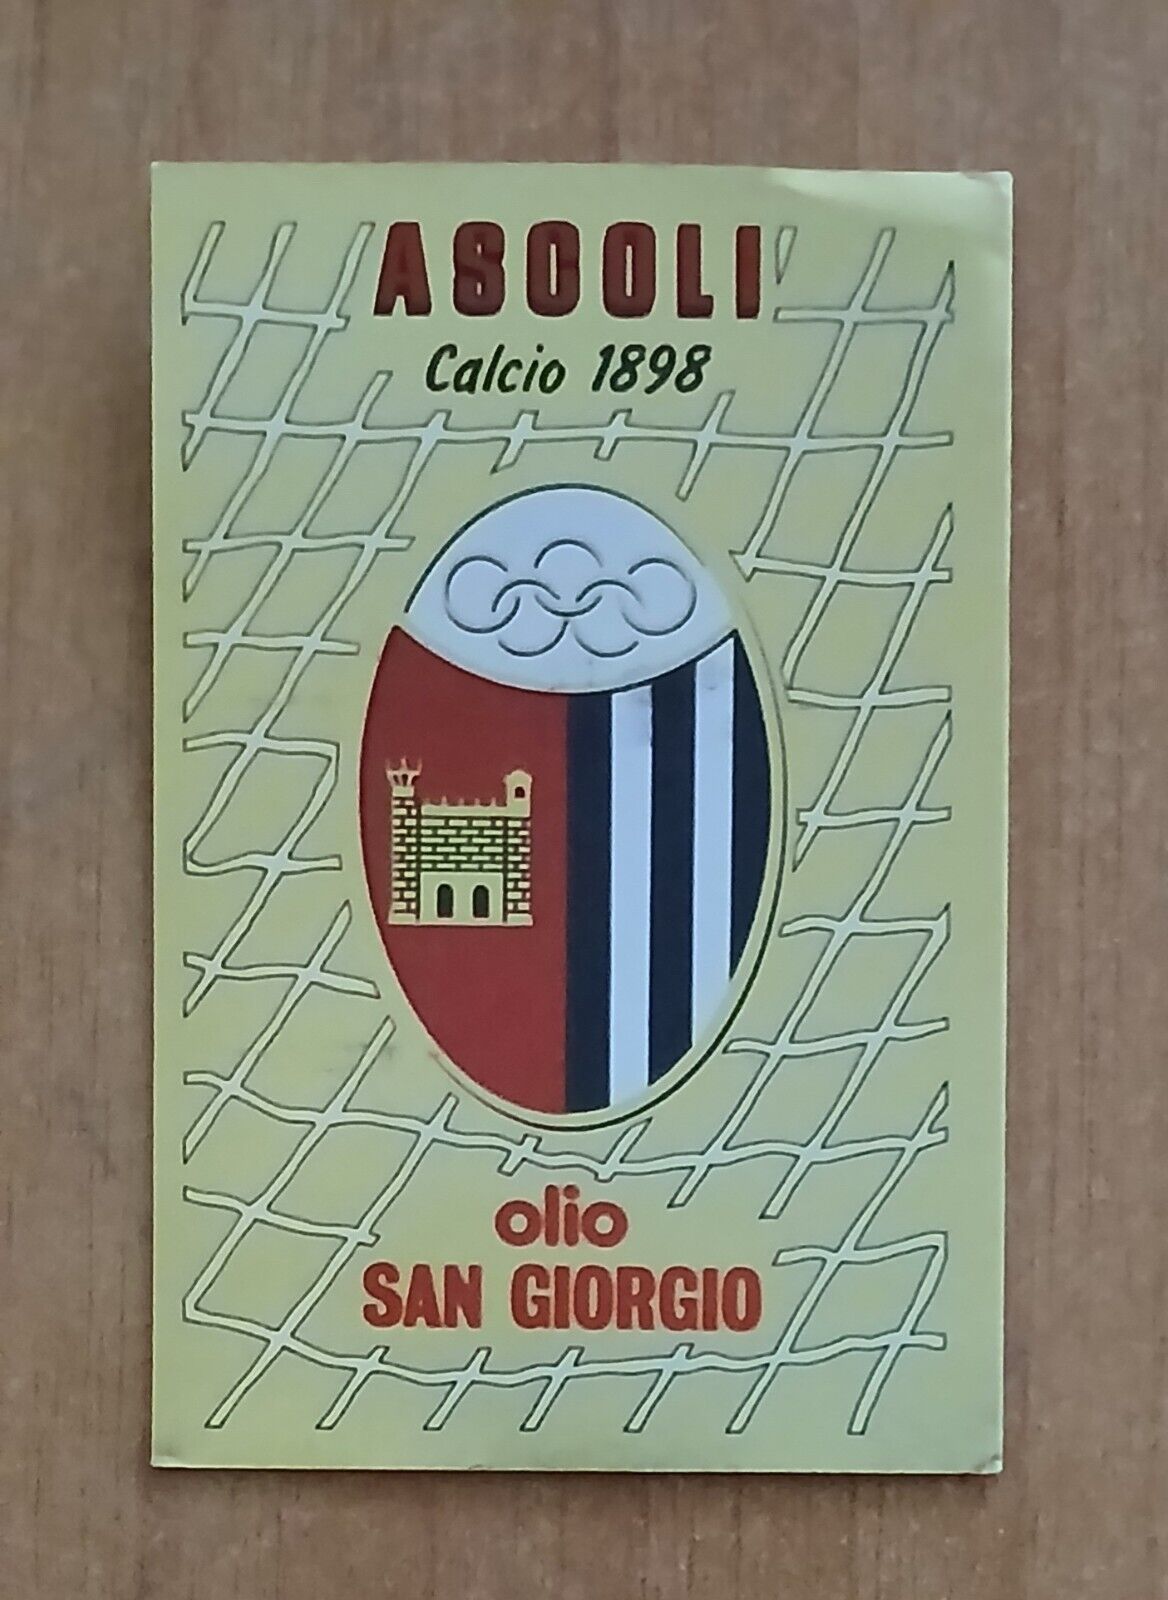 ASCOLI
Calcio 1898
olio
SAN GIORGIO